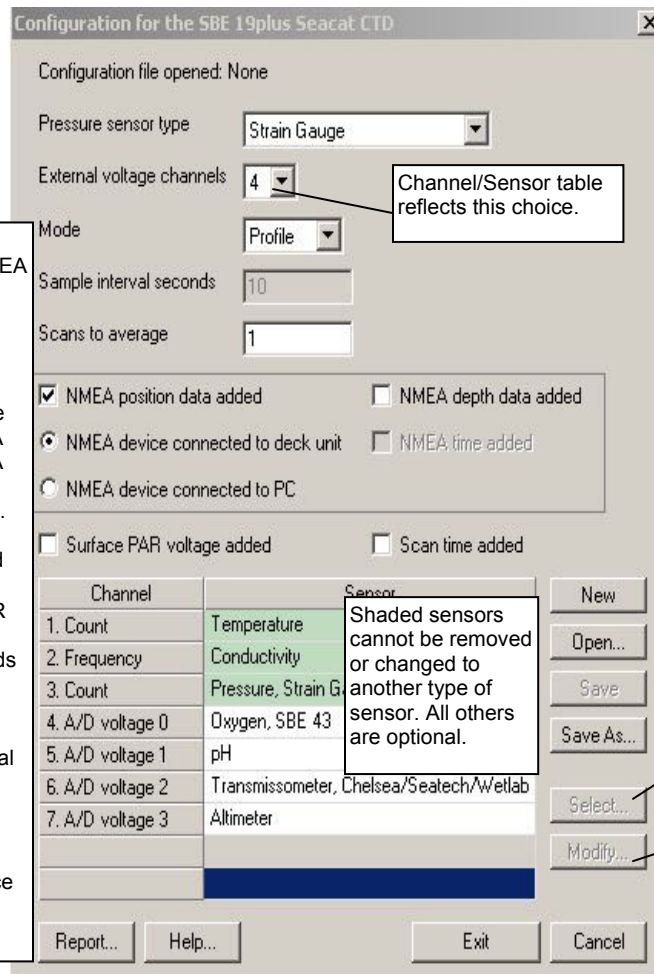 Configuration for the SBE 19plus Seacat CTD
Configuration file opened: None
Pressure sensor type Strain Gauge
External voltage channels 4
Channel/Sensor table
reflects this choice.
Mode Profile
Sample interval seconds 10
Scans to average 1
NMEA position data added NMEA depth data added
NMEA device connected to deck unit NMEA time added
NMEA device connected to PC
Surface PAR voltage added Scan time added
Channel Sensor
1. Count Temperature
2. Frequency Conductivity
3. Count Pressure, Strain
4. A/D voltage 0 Oxygen, SBE 43
5. A/D voltage 1 pH
6. A/D voltage 2 Transmissometer, Chelsea/Seatech/Wetlab
7. A/D voltage 3 Altimeter
Shaded sensors
cannot be removed
or changed to
another type of
sensor. All others
are optional.
New
Open...
Save
Save As...
Select...
Modify...
Report... Help... Exit Cancel